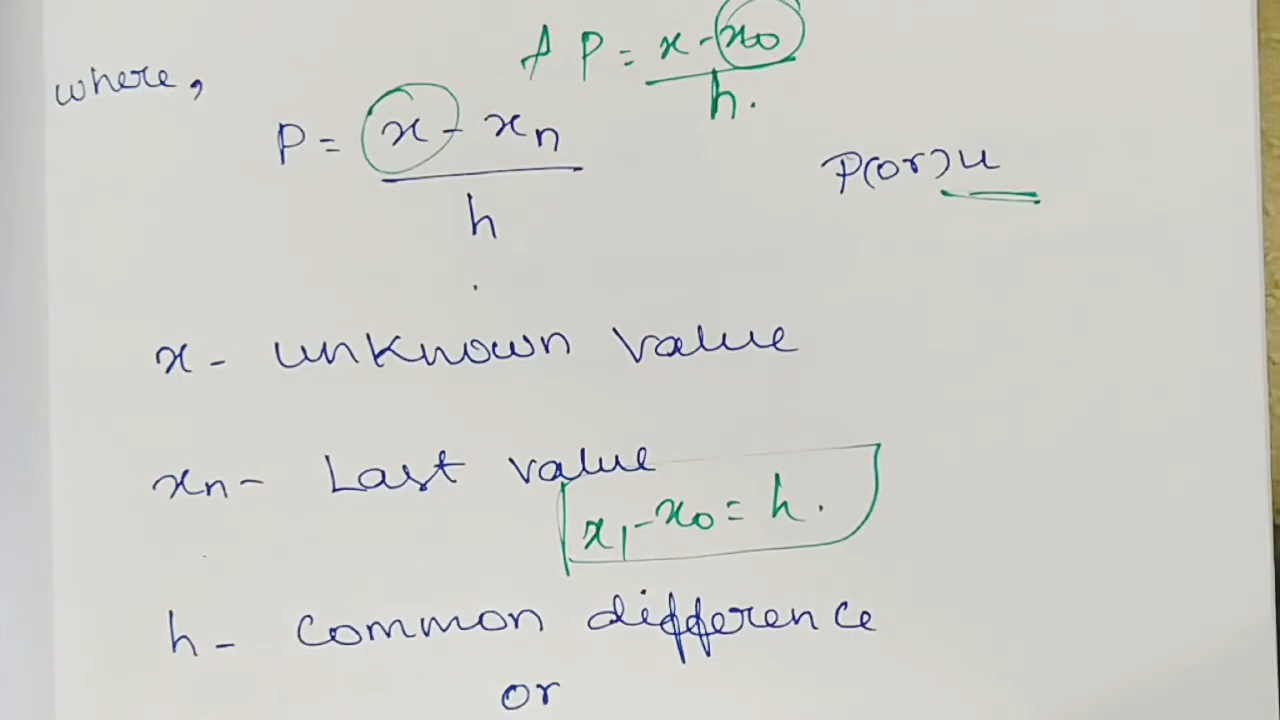 P = x - x0
h.
where,
P = x - xn
h
P(or) u
x - unknown value
xn - Last value
x1 - x0 = h.
h - common difference
or